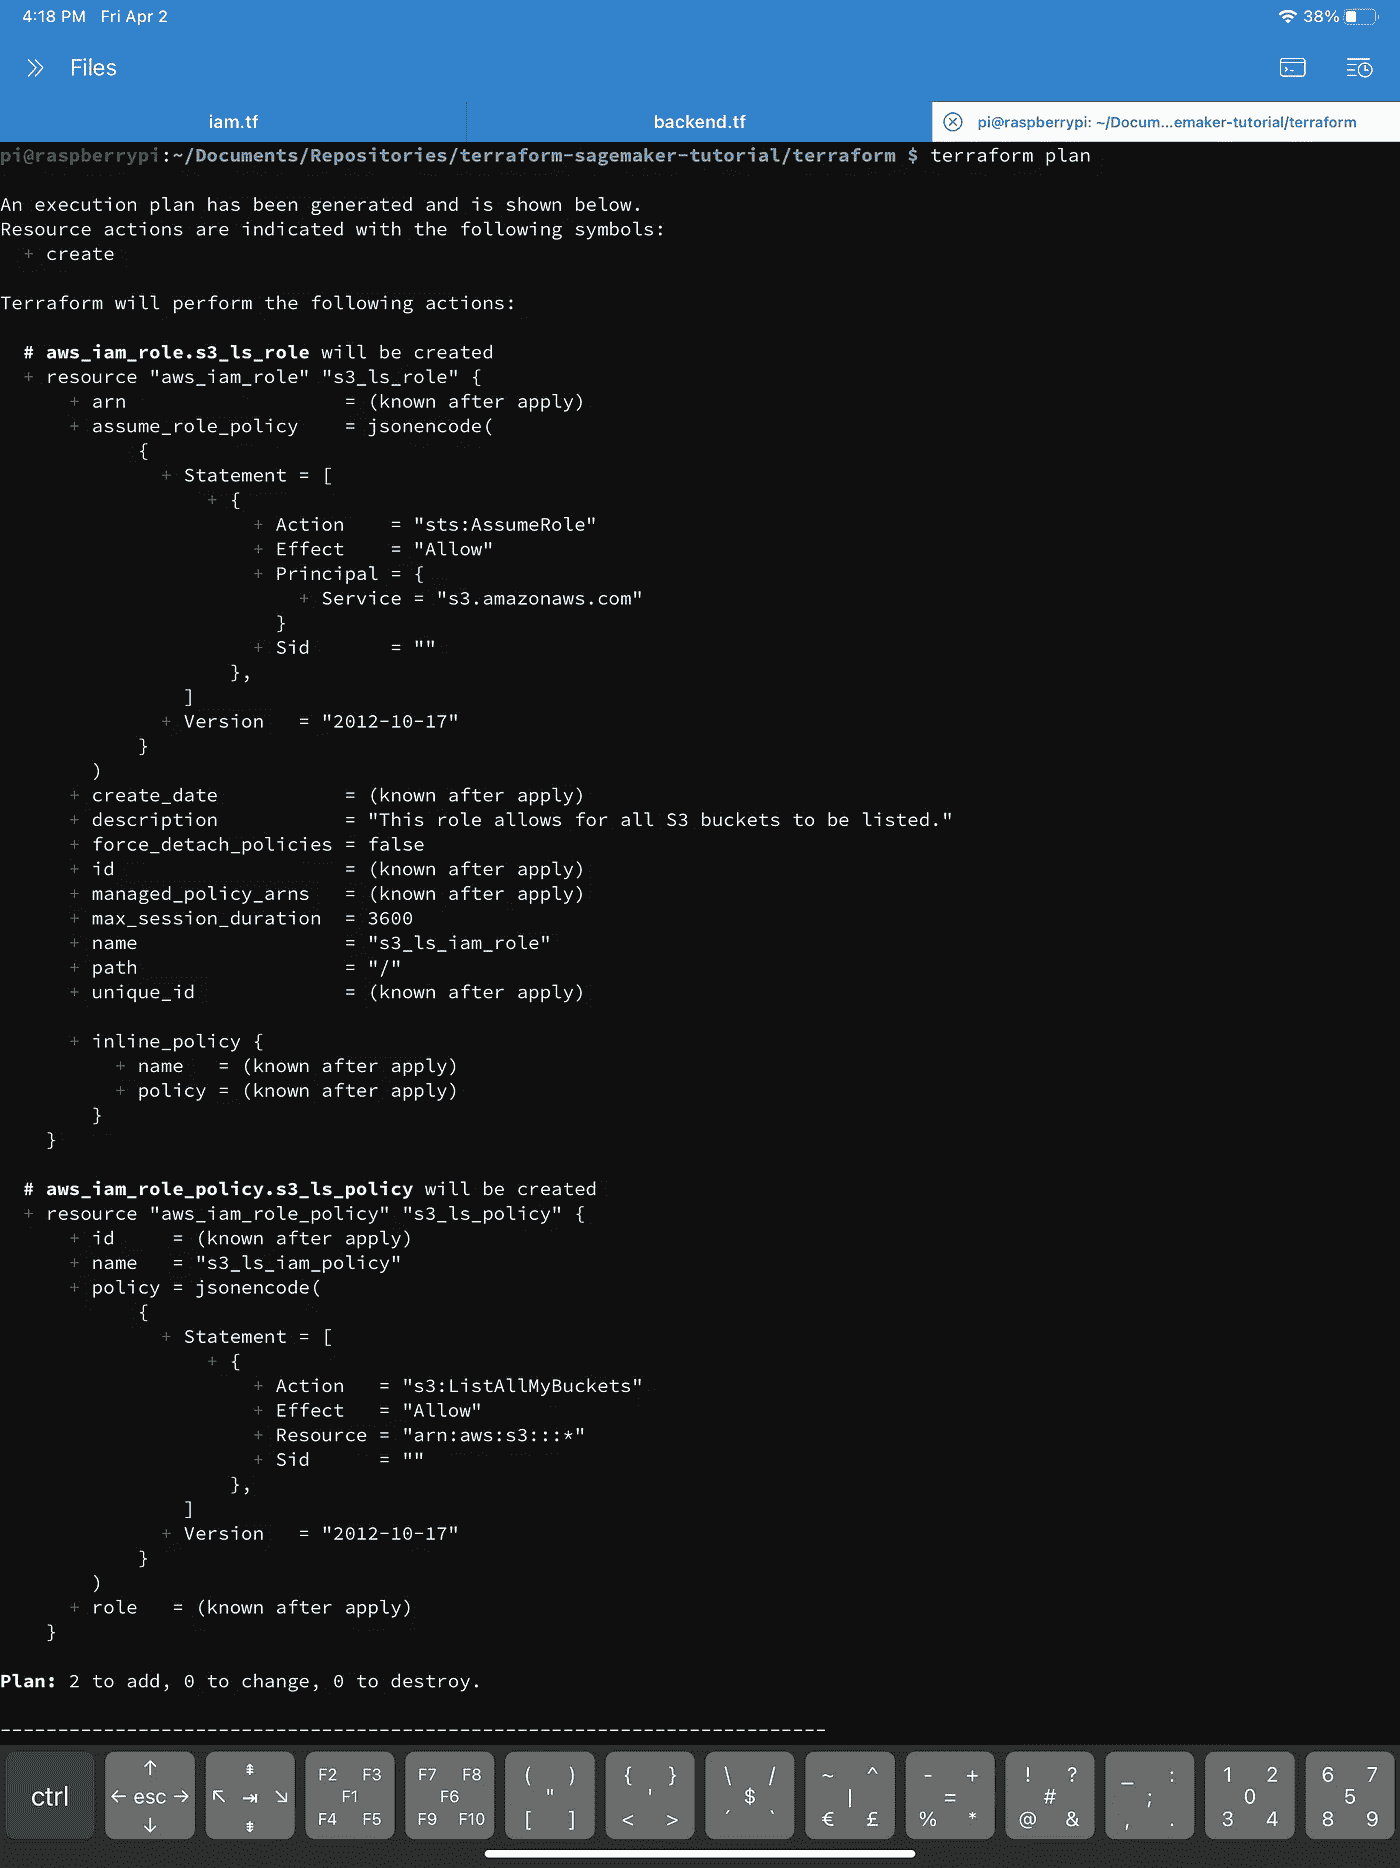 4:18 PM Fri Apr 2
38%
Files
iam.tf
backend.tf
pi@raspberrypi: ~/Docum...emaker-tutorial/terraform
pi@raspberrypi:~/Documents/Repositories/terraform-sagemaker-tutorial/terraform $ terraform plan
An execution plan has been generated and is shown below.
Resource actions are indicated with the following symbols:
  + create
Terraform will perform the following actions:
  # aws_iam_role.s3_ls_role will be created
  + resource "aws_iam_role" "s3_ls_role" {
      + arn                   = (known after apply)
      + assume_role_policy    = jsonencode(
            {
              + Statement = [
                  + {
                      + Action    = "sts:AssumeRole"
                      + Effect    = "Allow"
                      + Principal = {
                          + Service = "s3.amazonaws.com"
                        }
                      + Sid       = ""
                    },
                ]
              + Version   = "2012-10-17"
            }
        )
      + create_date           = (known after apply)
      + description           = "This role allows for all S3 buckets to be listed."
      + force_detach_policies = false
      + id                    = (known after apply)
      + managed_policy_arns   = (known after apply)
      + max_session_duration  = 3600
      + name                  = "s3_ls_iam_role"
      + path                  = "/"
      + unique_id             = (known after apply)
      + inline_policy {
          + name   = (known after apply)
          + policy = (known after apply)
        }
    }
  # aws_iam_role_policy.s3_ls_policy will be created
  + resource "aws_iam_role_policy" "s3_ls_policy" {
      + id     = (known after apply)
      + name   = "s3_ls_iam_policy"
      + policy = jsonencode(
            {
              + Statement = [
                  + {
                      + Action   = "s3:ListAllMyBuckets"
                      + Effect   = "Allow"
                      + Resource = "arn:aws:s3:::*"
                      + Sid      = ""
                    },
                ]
              + Version   = "2012-10-17"
            }
        )
      + role   = (known after apply)
    }
Plan: 2 to add, 0 to change, 0 to destroy.
------------------------------------------------------------------------
↑ ⇞ F2 F3 F7 F8 ( ) { } \ / ~ ^ - + ! ? _ : 1 2 6 7
ctrl ← esc → ↖ ⇥ ↘ F1 F6 " ' $ | = # ; 0 5
↓ ⇟ F4 F5 F9 F10 [ ] < > ´ ` € £ % * @ & , . 3 4 8 9